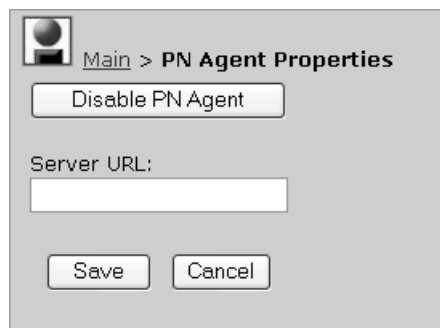 Main > PN Agent Properties
Disable PN Agent
Server URL:
Save Cancel